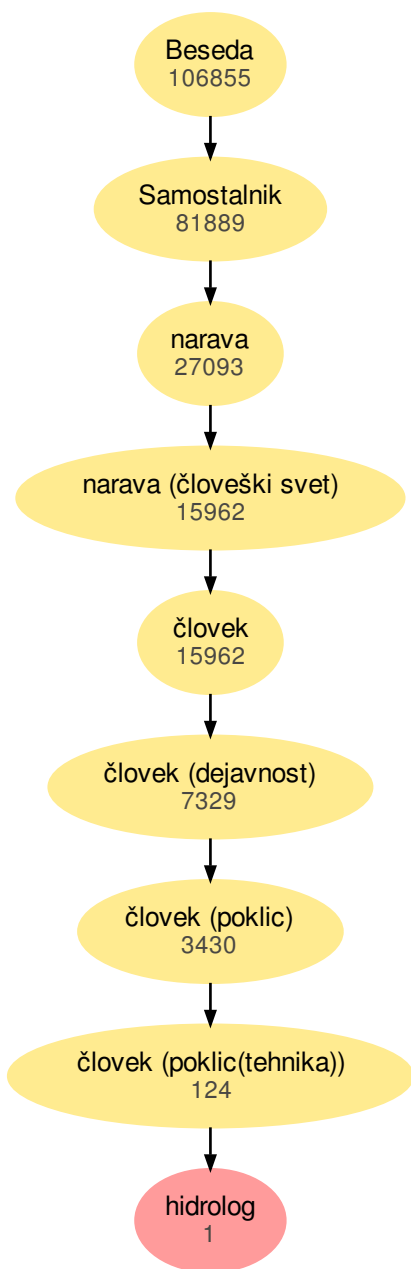 Beseda
106855
Samostalnik
81889
narava
27093
narava (človeški svet)
15962
človek
15962
človek (dejavnost)
7329
človek (poklic)
3430
človek (poklic(tehnika))
124
hidrolog
1